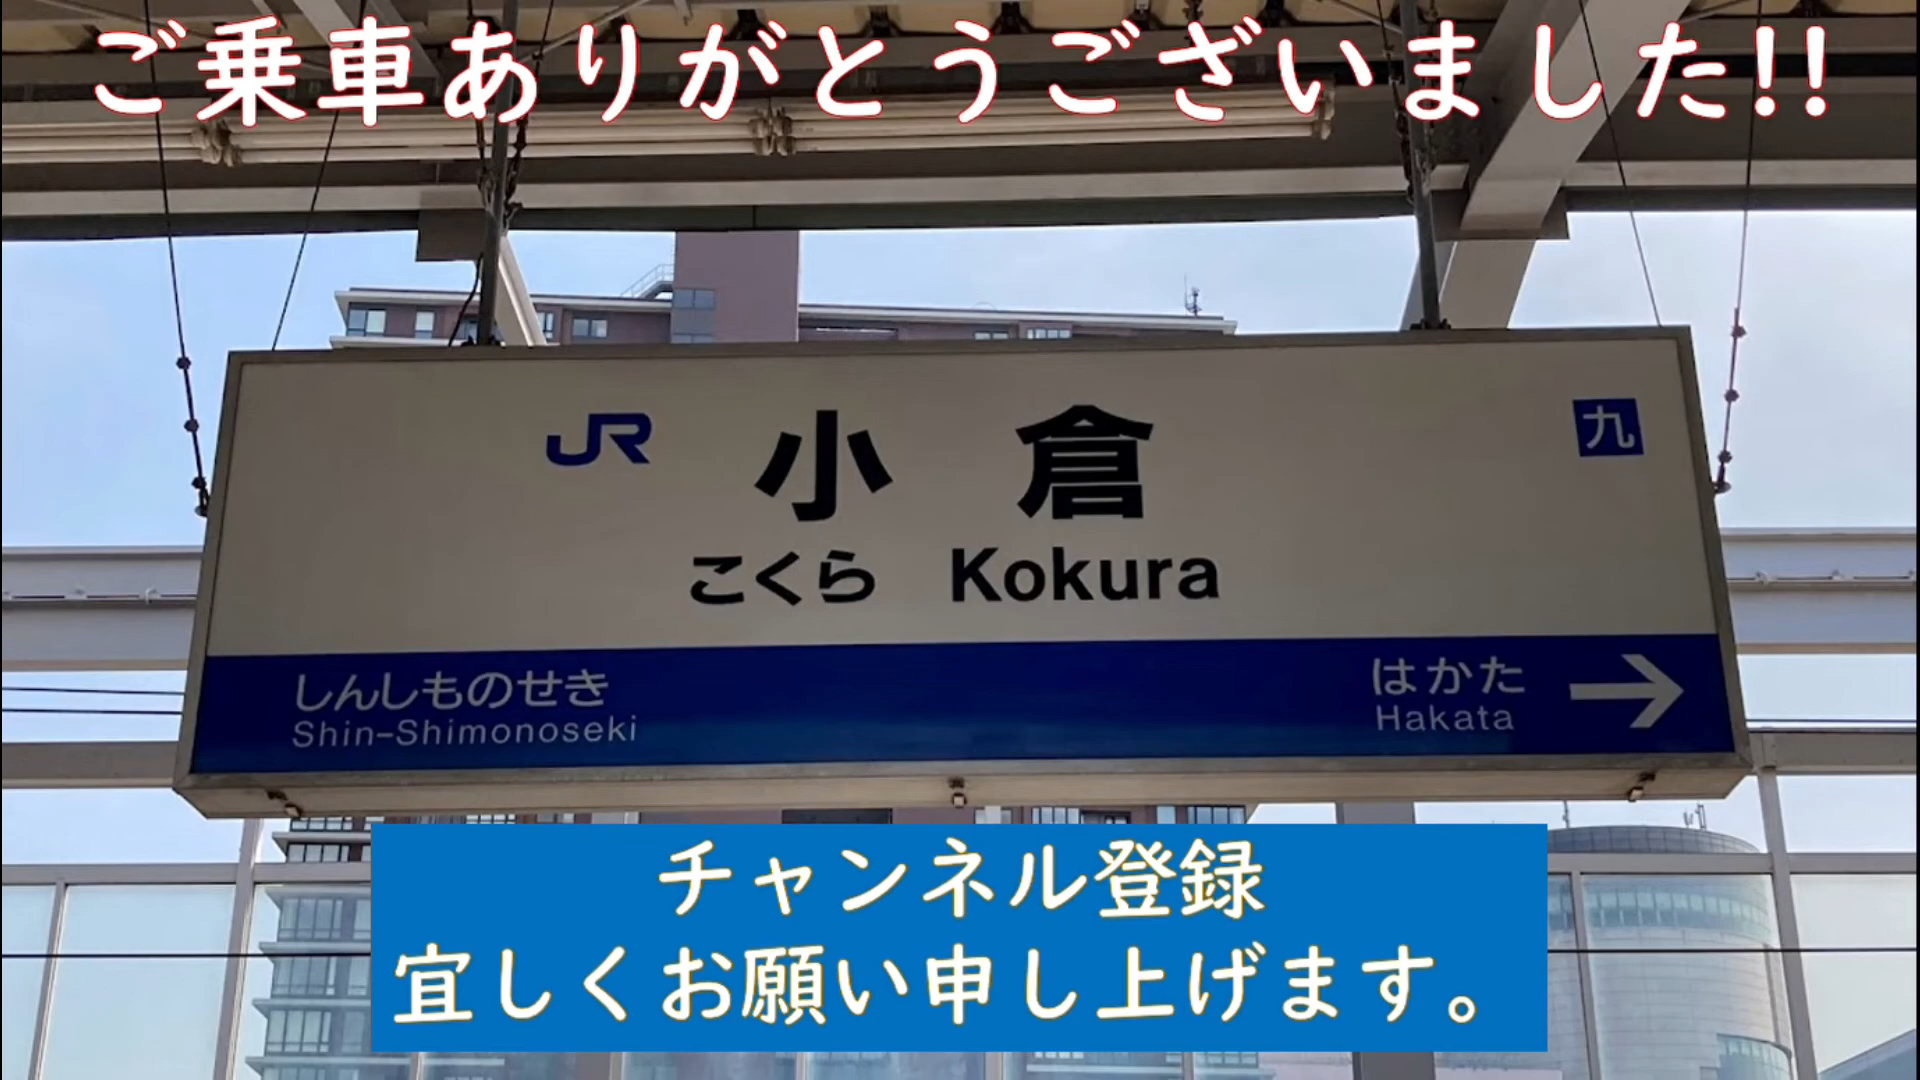 ご乗車ありがとうございました!!
JR 小倉 九
こくら Kokura
しんしものせき はかた →
Shin-Shimonoseki Hakata
チャンネル登録
宜しくお願い申し上げます。